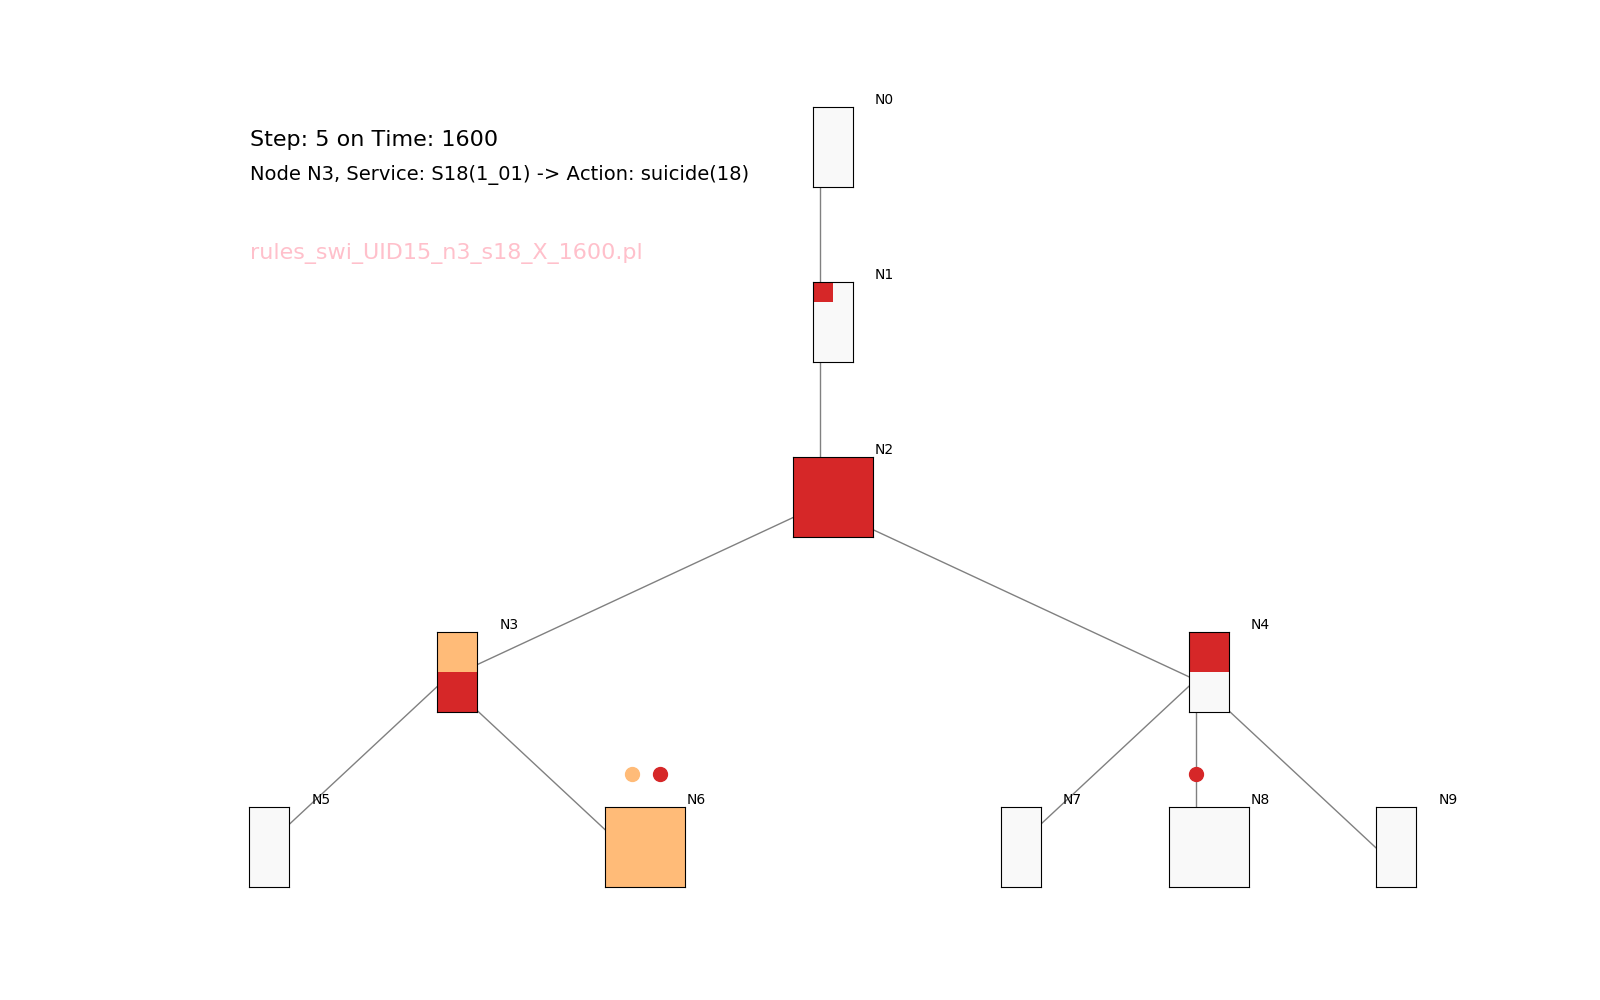 N0
Step: 5 on Time: 1600
Node N3, Service: S18(1_01) -> Action: suicide(18)
rules_swi_UID15_n3_s18_X_1600.pl
N1
N2
N3
N4
N5
N6
N7
N8
N9